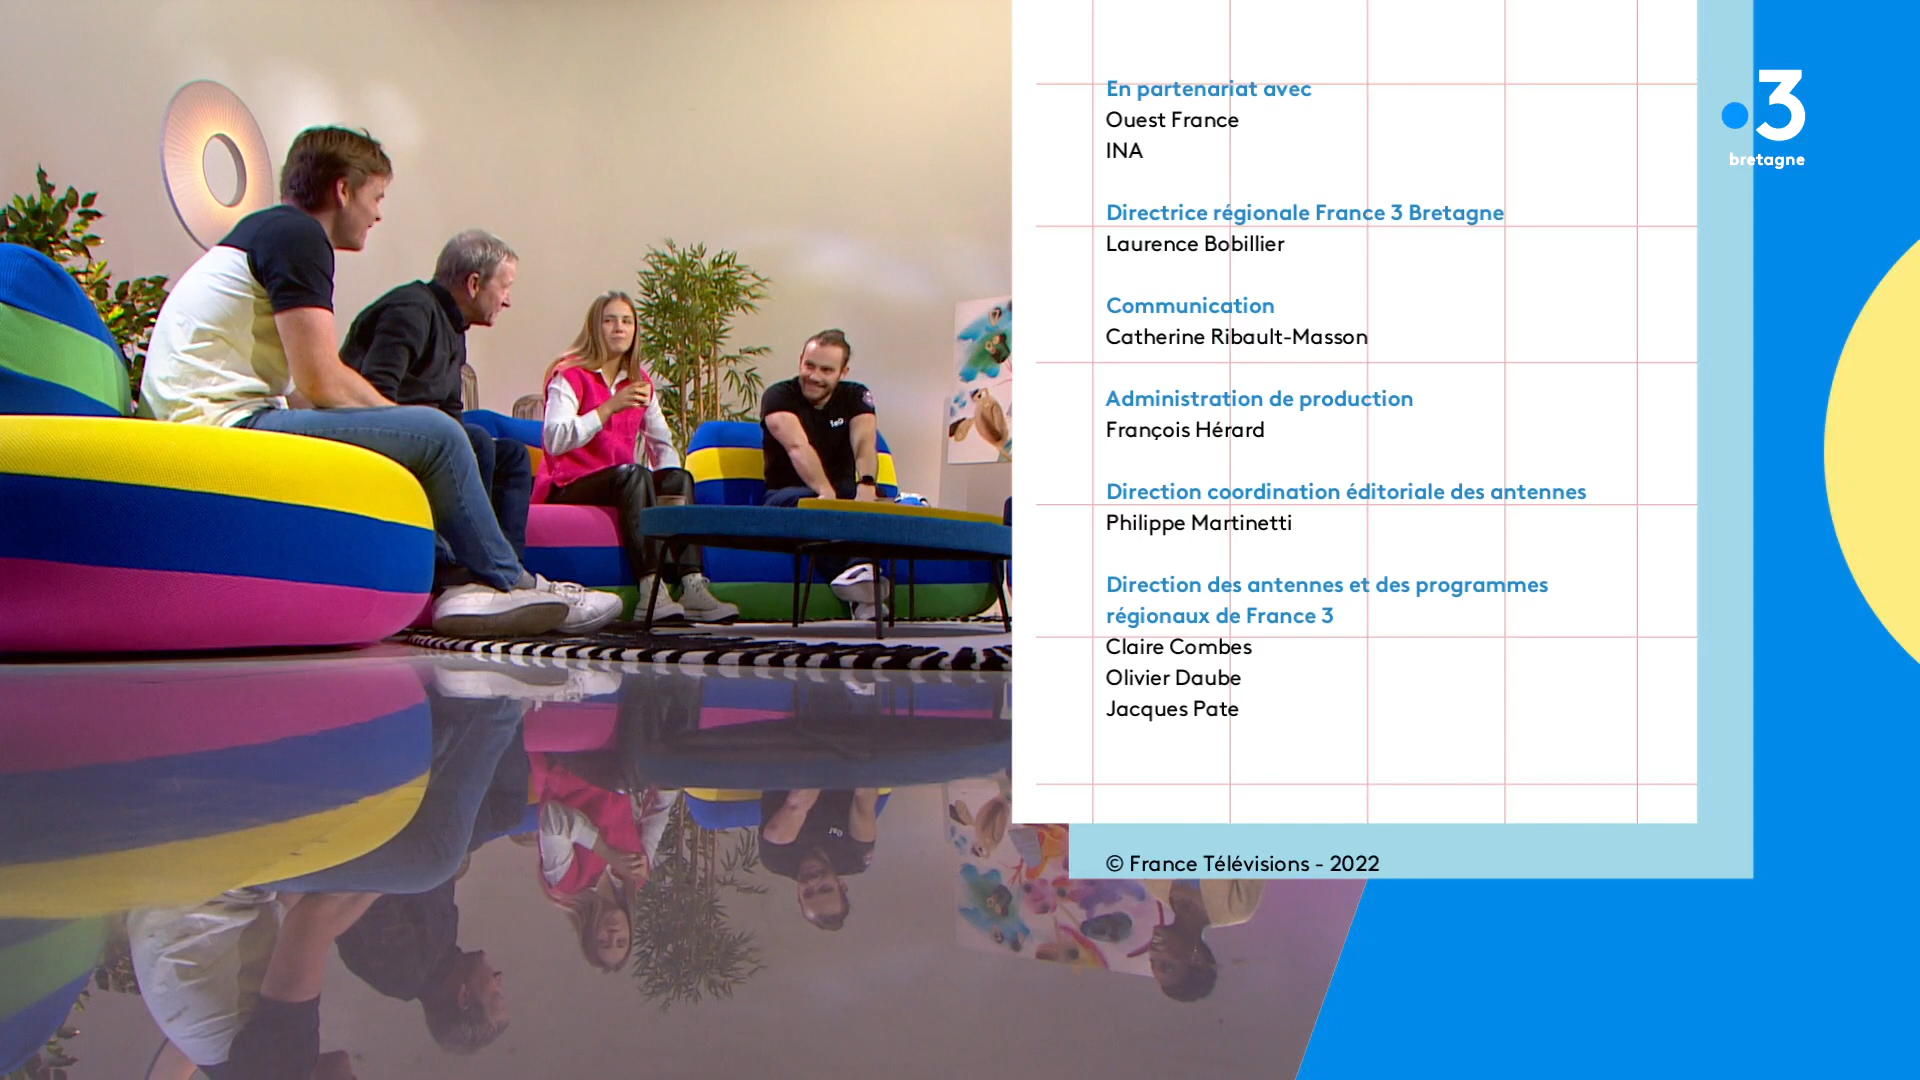 En partenariat avec
Ouest France
INA
Directrice régionale France 3 Bretagne
Laurence Bobillier
Communication
Catherine Ribault-Masson
Administration de production
François Hérard
Direction coordination éditoriale des antennes
Philippe Martinetti
Direction des antennes et des programmes
régionaux de France 3
Claire Combes
Olivier Daube
Jacques Pate
© France Télévisions - 2022
3
bretagne